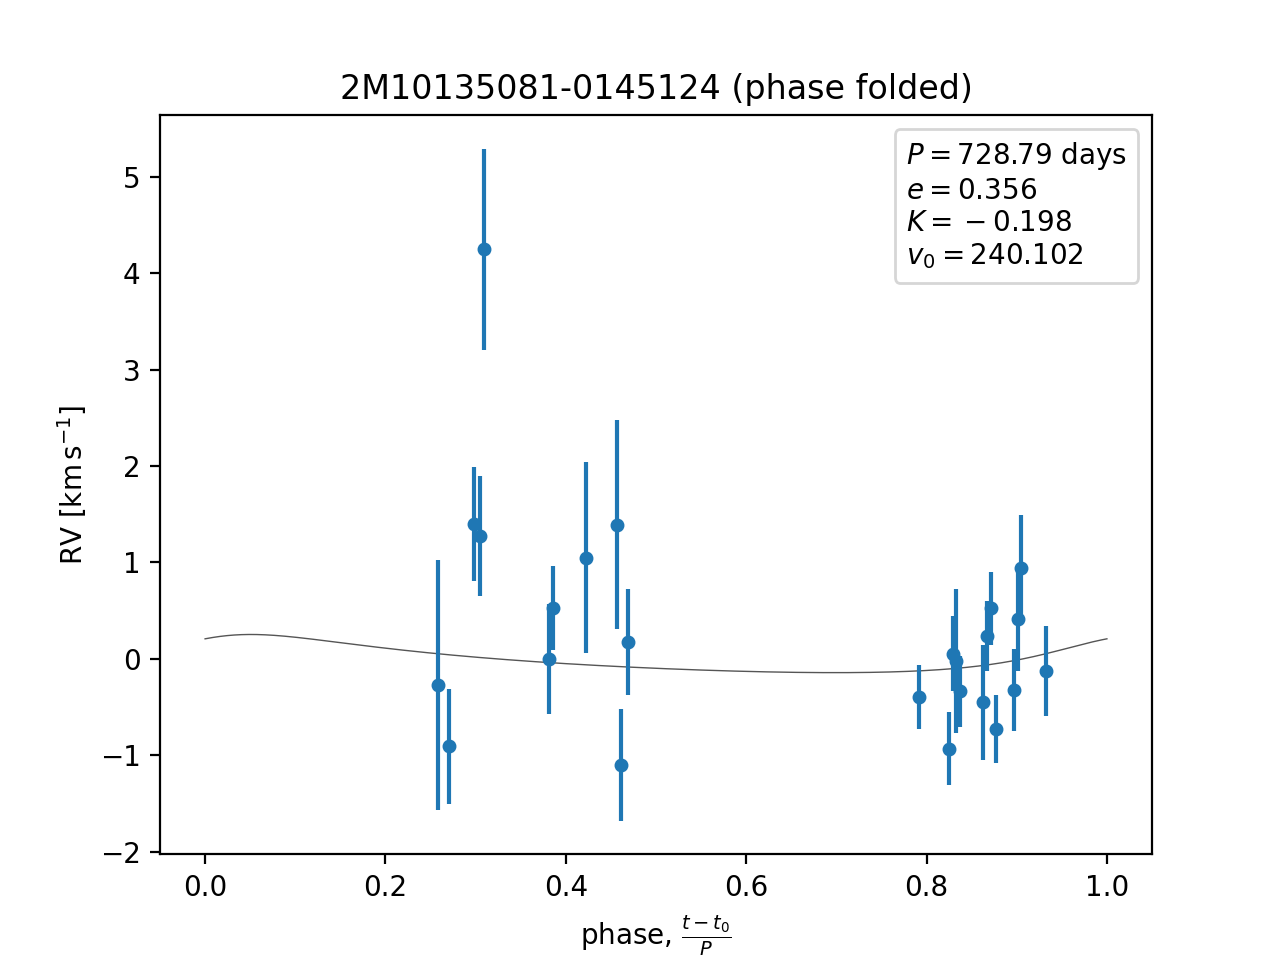 2M10135081-0145124 (phase folded)
P = 728.79 days
e = 0.356
K = −0.198
v₀ = 240.102
5
4
3
2
1
0
−1
−2
RV [km s⁻¹]
0.0 0.2 0.4 0.6 0.8 1.0
phase, (t − t₀)/P